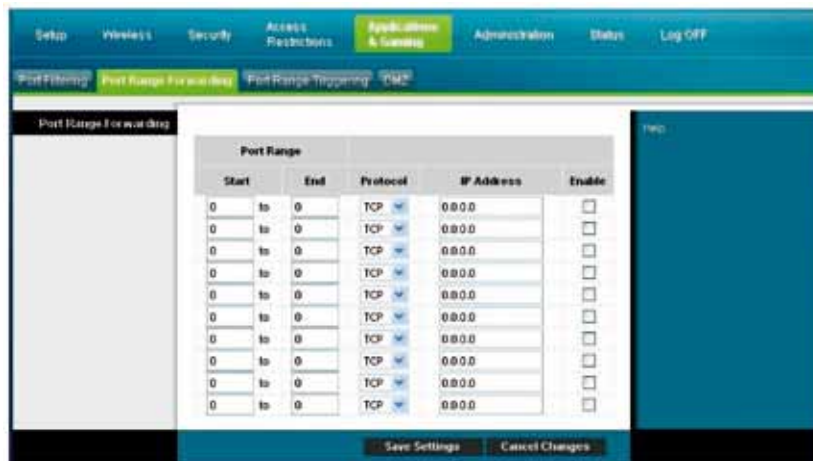 Setup Wireless Security Access Restrictions Applications & Gaming Administration Status Log OFF
Port Filtering Port Range Forwarding Port Range Triggering DMZ
Port Range Forwarding
Help
Port Range
Start End Protocol IP Address Enable
0 to 0 TCP 0.0.0.0
0 to 0 TCP 0.0.0.0
0 to 0 TCP 0.0.0.0
0 to 0 TCP 0.0.0.0
0 to 0 TCP 0.0.0.0
0 to 0 TCP 0.0.0.0
0 to 0 TCP 0.0.0.0
0 to 0 TCP 0.0.0.0
0 to 0 TCP 0.0.0.0
0 to 0 TCP 0.0.0.0
Save Settings Cancel Changes